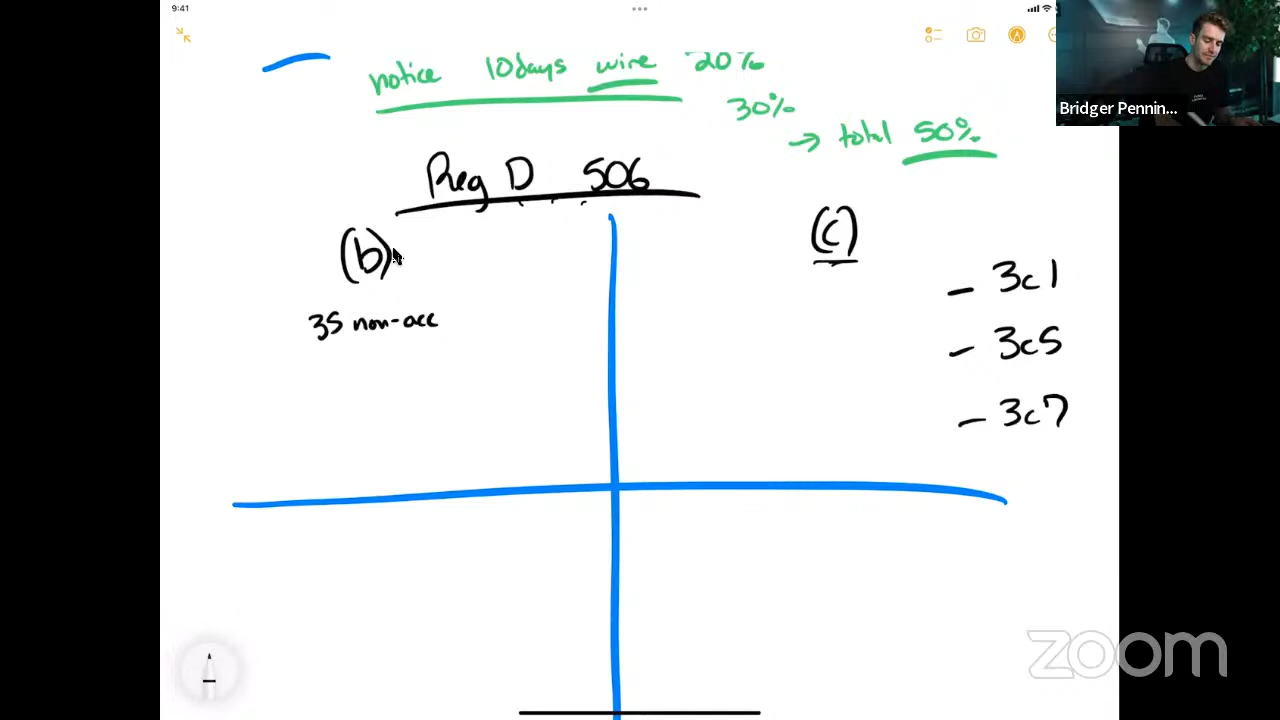 9:41
notice 10days wire 20%
30%
→ total 50%
Bridger Pennin...
Reg D 506
(b)
(c)
35 non-acc
- 3c1
- 3c5
- 3c7
zoom